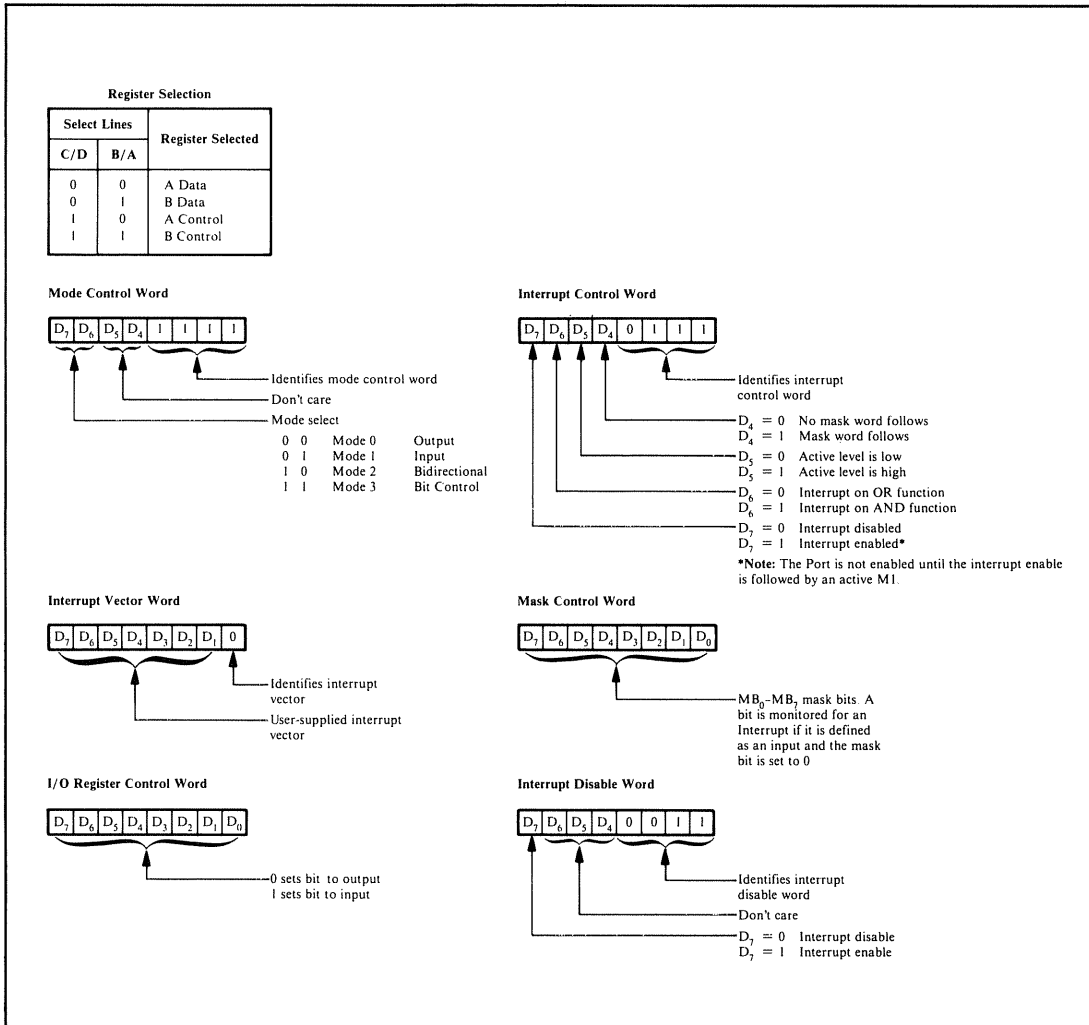 Register Selection
Select Lines
Register Selected
C/D B/A
0 0 A Data
0 1 B Data
1 0 A Control
1 1 B Control
Mode Control Word
D₇ D₆ D₅ D₄ 1 1 1 1
Identifies mode control word
Don't care
Mode select
0 0 Mode 0 Output
0 1 Mode 1 Input
1 0 Mode 2 Bidirectional
1 1 Mode 3 Bit Control
Interrupt Control Word
D₇ D₆ D₅ D₄ 0 1 1 1
Identifies interrupt
control word
D₄ = 0 No mask word follows
D₄ = 1 Mask word follows
D₅ = 0 Active level is low
D₅ = 1 Active level is high
D₆ = 0 Interrupt on OR function
D₆ = 1 Interrupt on AND function
D₇ = 0 Interrupt disabled
D₇ = 1 Interrupt enabled*
*Note: The Port is not enabled until the interrupt enable
is followed by an active M1.
Interrupt Vector Word
D₇ D₆ D₅ D₄ D₃ D₂ D₁ 0
Identifies interrupt
vector
User-supplied interrupt
vector
Mask Control Word
D₇ D₆ D₅ D₄ D₃ D₂ D₁ D₀
MB₀-MB₇ mask bits. A
bit is monitored for an
Interrupt if it is defined
as an input and the mask
bit is set to 0
I/O Register Control Word
D₇ D₆ D₅ D₄ D₃ D₂ D₁ D₀
0 sets bit to output
1 sets bit to input
Interrupt Disable Word
D₇ D₆ D₅ D₄ 0 0 1 1
Identifies interrupt
disable word
Don't care
D₇ = 0 Interrupt disable
D₇ = 1 Interrupt enable